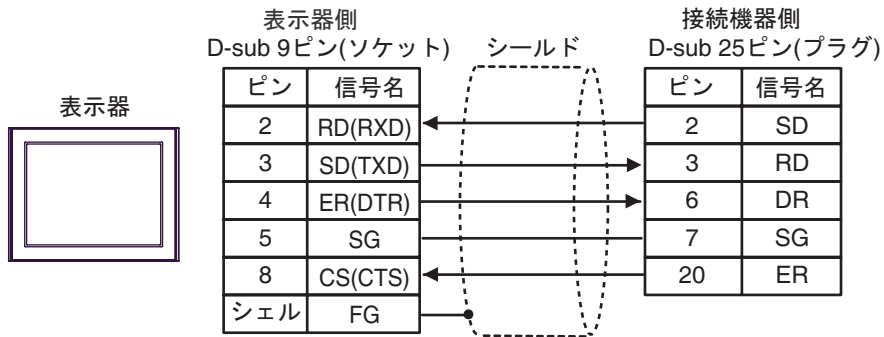 表示器側 接続機器側
D-sub 9ピン(ソケット) シールド D-sub 25ピン(プラグ)
表示器
ピン 信号名 ピン 信号名
2 RD(RXD) 2 SD
3 SD(TXD) 3 RD
4 ER(DTR) 6 DR
5 SG 7 SG
8 CS(CTS) 20 ER
シェル FG